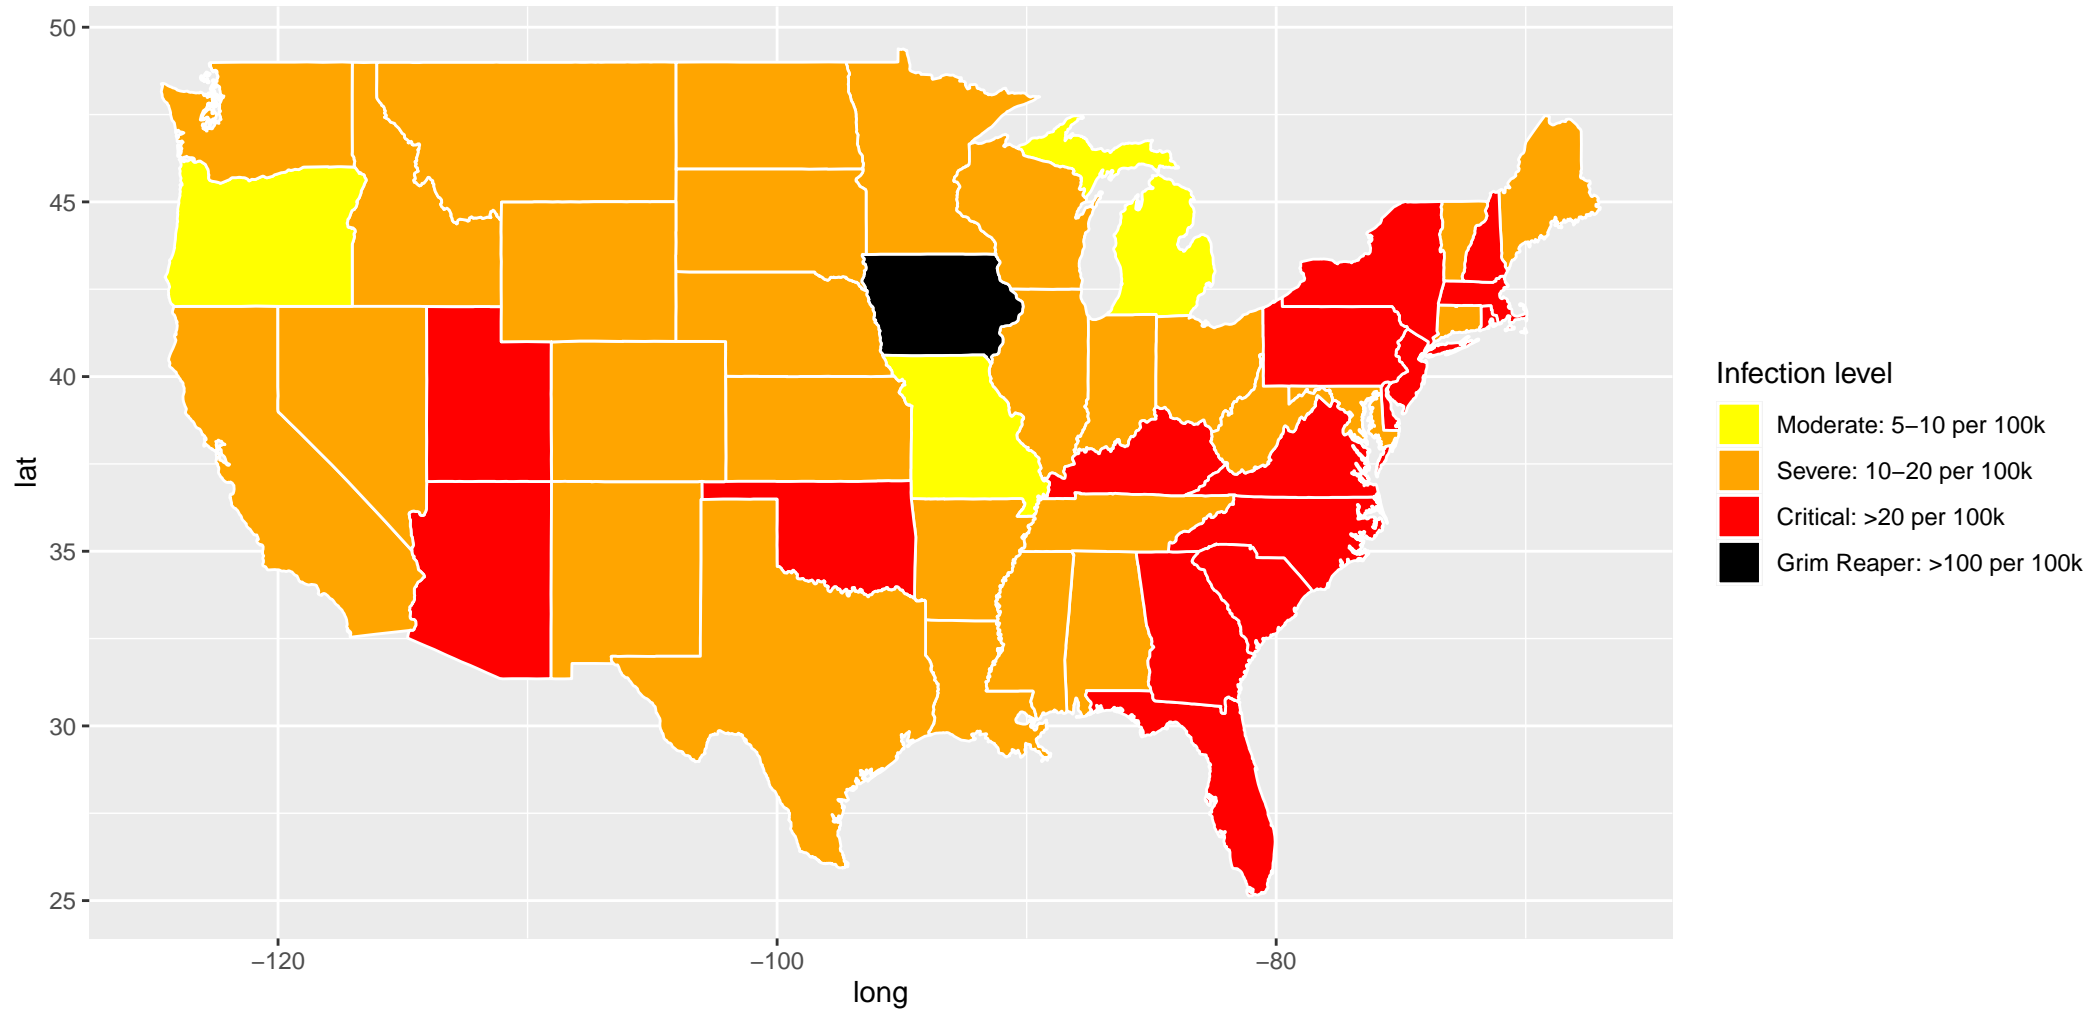 50
45
40
35
30
25
lat
−120
−100
−80
long
Infection level
Moderate: 5−10 per 100k
Severe: 10−20 per 100k
Critical: >20 per 100k
Grim Reaper: >100 per 100k